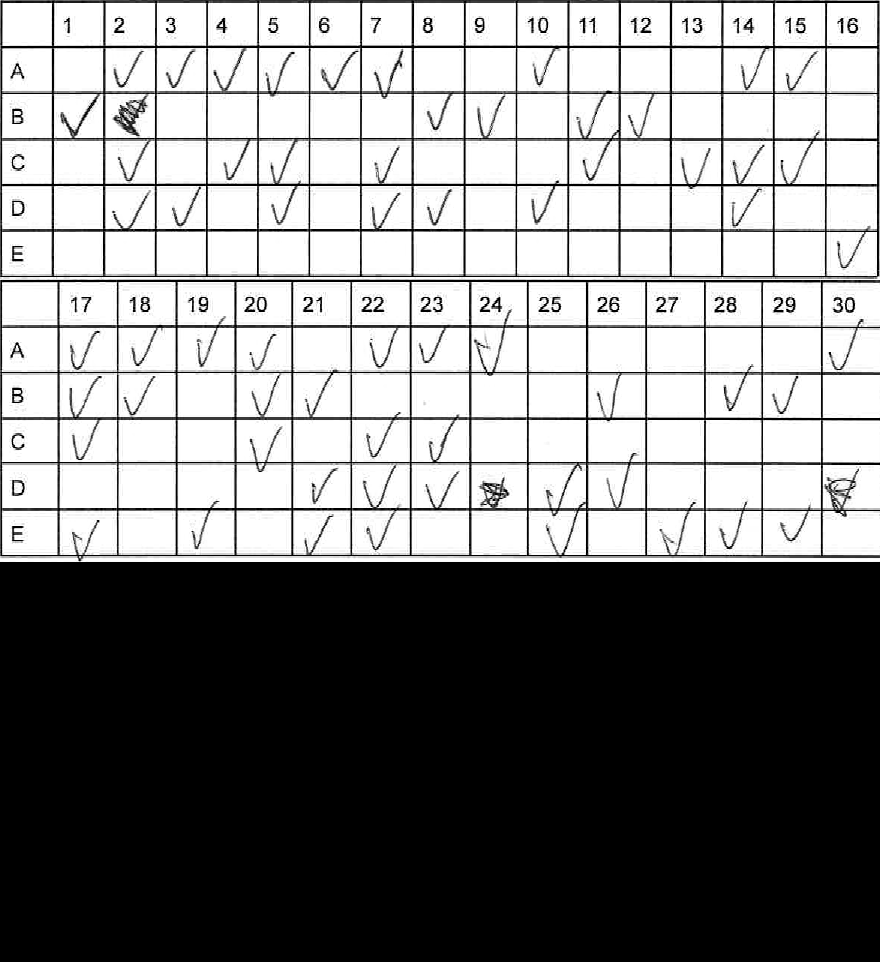 1 2 3 4 5 6 7 8 9 10 11 12 13 14 15 16
A ✓ ✓ ✓ ✓ ✓ ✓ ✓ ✓ ✓
B ✓ ✓ ✓ ✓ ✓
C ✓ ✓ ✓ ✓ ✓ ✓ ✓ ✓
D ✓ ✓ ✓ ✓ ✓ ✓ ✓
E ✓
17 18 19 20 21 22 23 24 25 26 27 28 29 30
A ✓ ✓ ✓ ✓ ✓ ✓ ✓ ✓
B ✓ ✓ ✓ ✓ ✓ ✓ ✓
C ✓ ✓ ✓ ✓
D ✓ ✓ ✓ ✓ ✓
E ✓ ✓ ✓ ✓ ✓ ✓ ✓ ✓